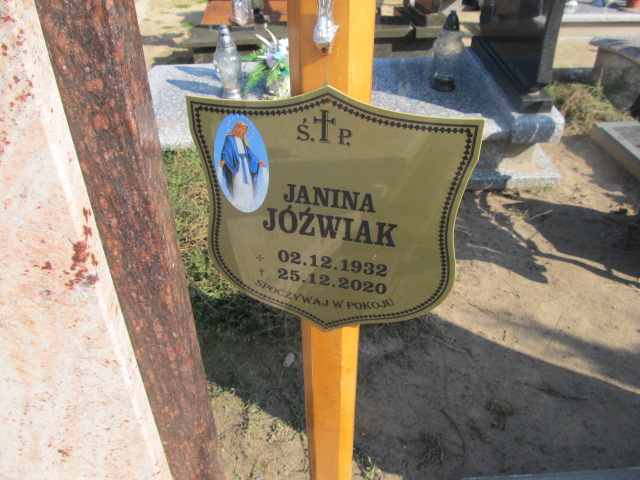 Ś. † P.
JANINA
JÓŹWIAK
✢ 02.12.1932
† 25.12.2020
SPOCZYWAJ W POKOJU